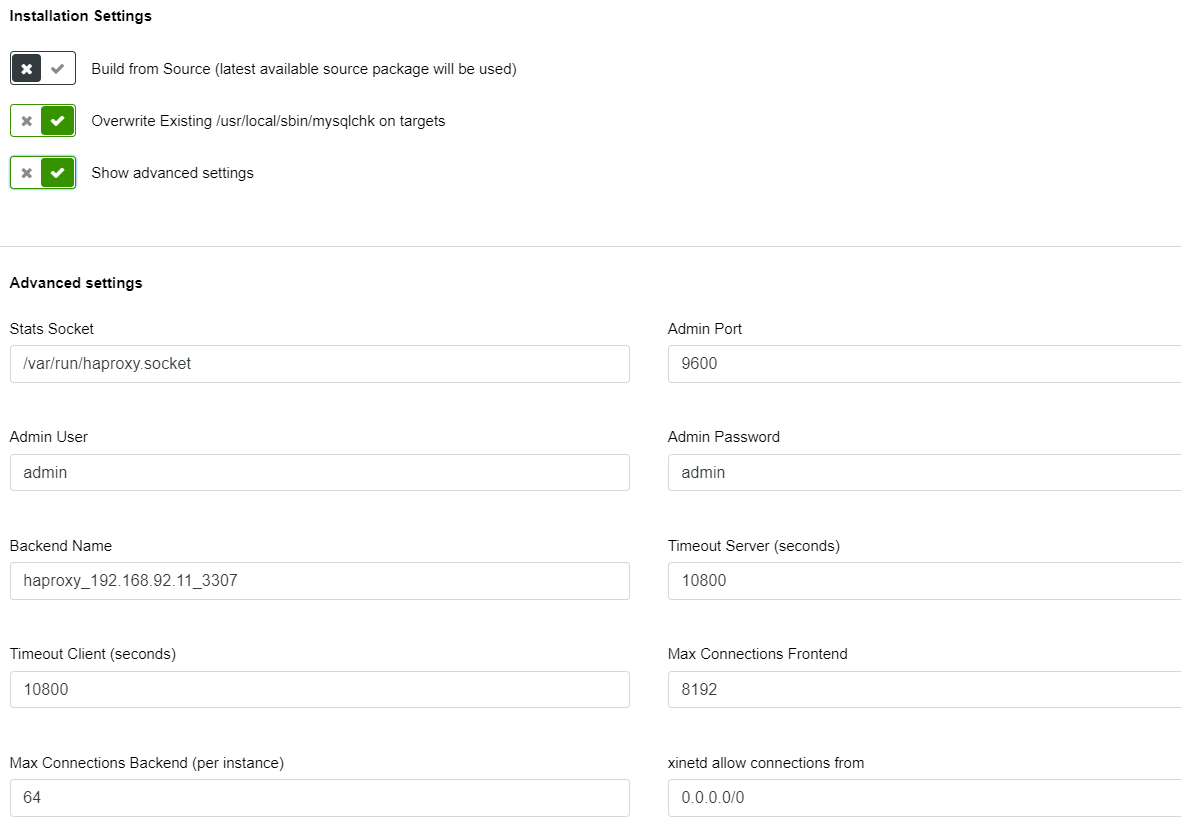 Installation Settings
Build from Source (latest available source package will be used)
Overwrite Existing /usr/local/sbin/mysqlchk on targets
Show advanced settings
Advanced settings
Stats Socket
/var/run/haproxy.socket
Admin Port
9600
Admin User
admin
Admin Password
admin
Backend Name
haproxy_192.168.92.11_3307
Timeout Server (seconds)
10800
Timeout Client (seconds)
10800
Max Connections Frontend
8192
Max Connections Backend (per instance)
64
xinetd allow connections from
0.0.0.0/0